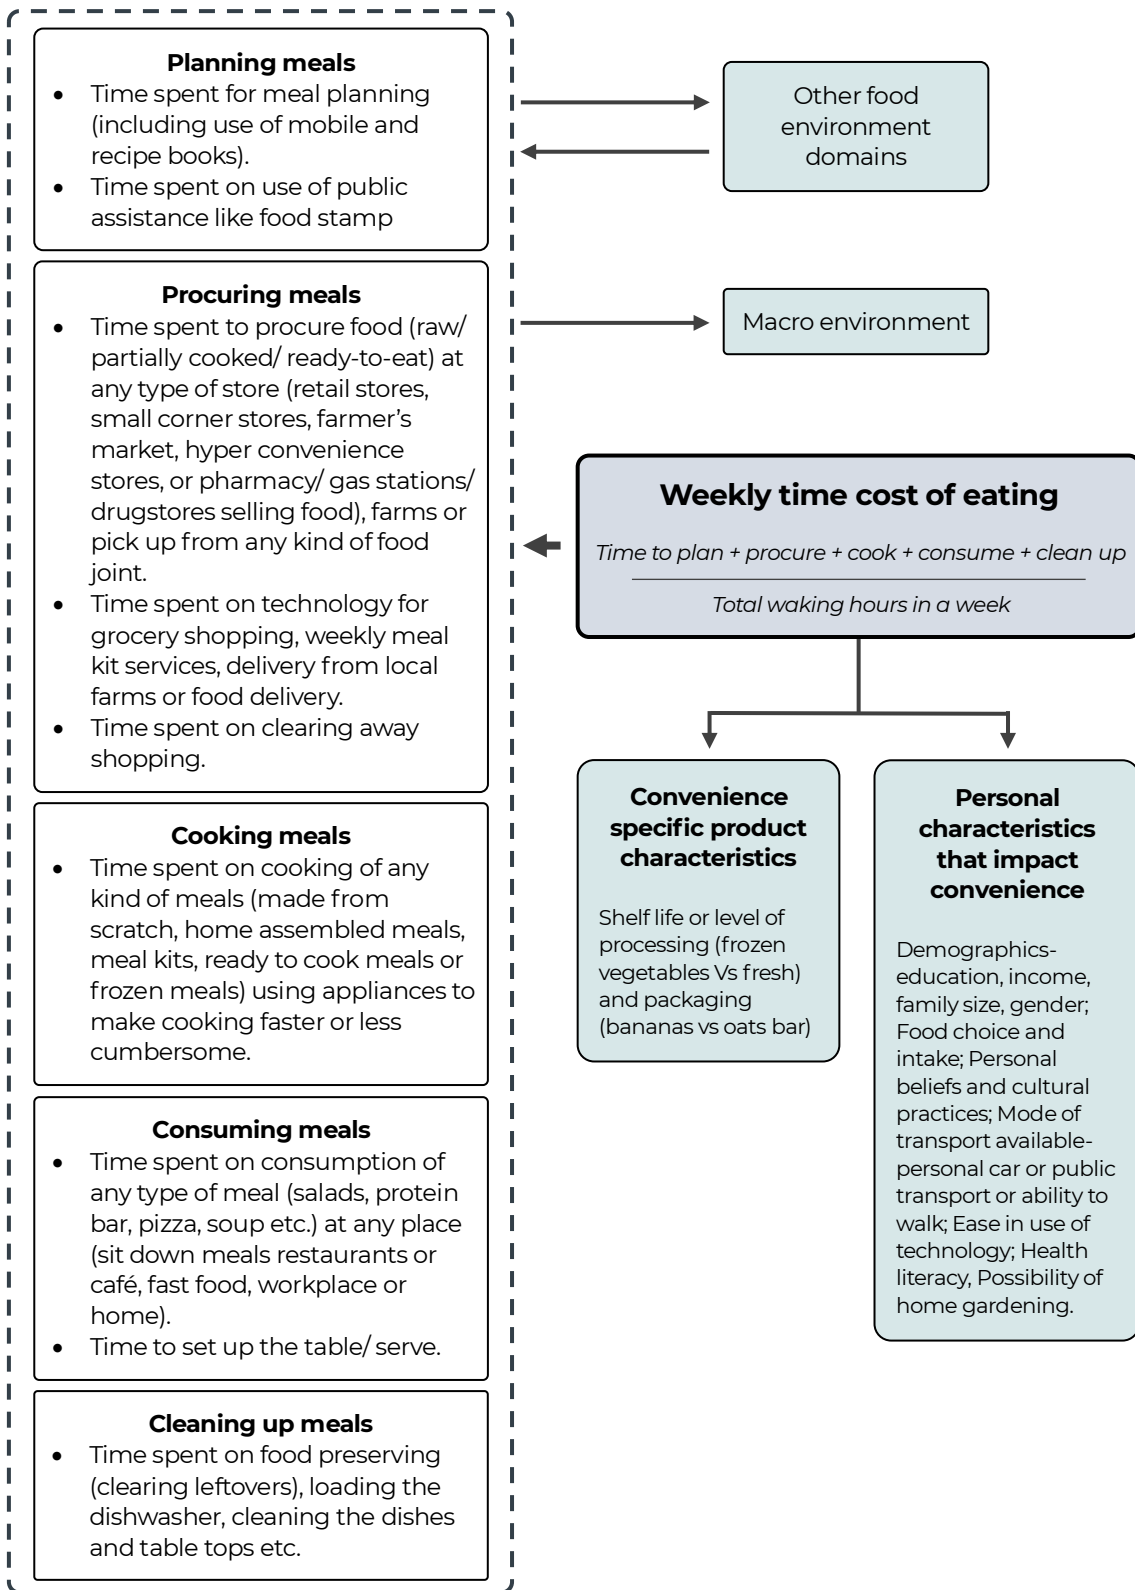 Planning meals
• Time spent for meal planning
(including use of mobile and
recipe books).
• Time spent on use of public
assistance like food stamp
Procuring meals
• Time spent to procure food (raw/
partially cooked/ ready-to-eat) at
any type of store (retail stores,
small corner stores, farmer’s
market, hyper convenience
stores, or pharmacy/ gas stations/
drugstores selling food), farms or
pick up from any kind of food
joint.
• Time spent on technology for
grocery shopping, weekly meal
kit services, delivery from local
farms or food delivery.
• Time spent on clearing away
shopping.
Cooking meals
• Time spent on cooking of any
kind of meals (made from
scratch, home assembled meals,
meal kits, ready to cook meals or
frozen meals) using appliances to
make cooking faster or less
cumbersome.
Consuming meals
• Time spent on consumption of
any type of meal (salads, protein
bar, pizza, soup etc.) at any place
(sit down meals restaurants or
café, fast food, workplace or
home).
• Time to set up the table/ serve.
Cleaning up meals
• Time spent on food preserving
(clearing leftovers), loading the
dishwasher, cleaning the dishes
and table tops etc.
Other food
environment
domains
Macro environment
Weekly time cost of eating
Time to plan + procure + cook + consume + clean up
Total waking hours in a week
Convenience
specific product
characteristics
Shelf life or level of
processing (frozen
vegetables Vs fresh)
and packaging
(bananas vs oats bar)
Personal
characteristics
that impact
convenience
Demographics-
education, income,
family size, gender;
Food choice and
intake; Personal
beliefs and cultural
practices; Mode of
transport available-
personal car or public
transport or ability to
walk; Ease in use of
technology; Health
literacy, Possibility of
home gardening.